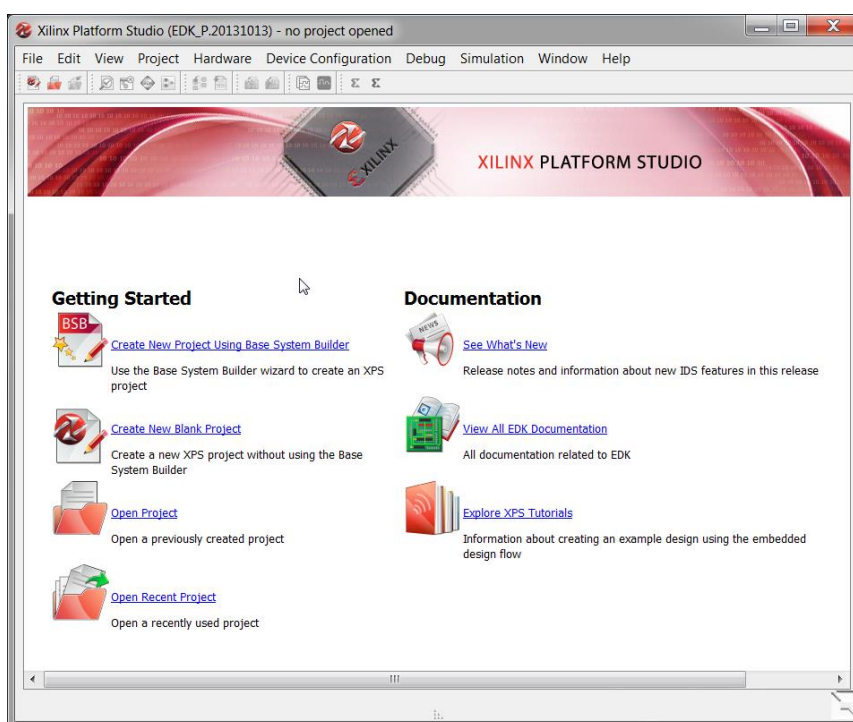 Xilinx Platform Studio (EDK_P.20131013) - no project opened
File Edit View Project Hardware Device Configuration Debug Simulation Window Help
XILINX
XILINX PLATFORM STUDIO
Getting Started
BSB
Create New Project Using Base System Builder
Use the Base System Builder wizard to create an XPS
project
Create New Blank Project
Create a new XPS project without using the Base
System Builder
Open Project
Open a previously created project
Open Recent Project
Open a recently used project
Documentation
NEWS
See What's New
Release notes and information about new IDS features in this release
View All EDK Documentation
All documentation related to EDK
Explore XPS Tutorials
Information about creating an example design using the embedded
design flow